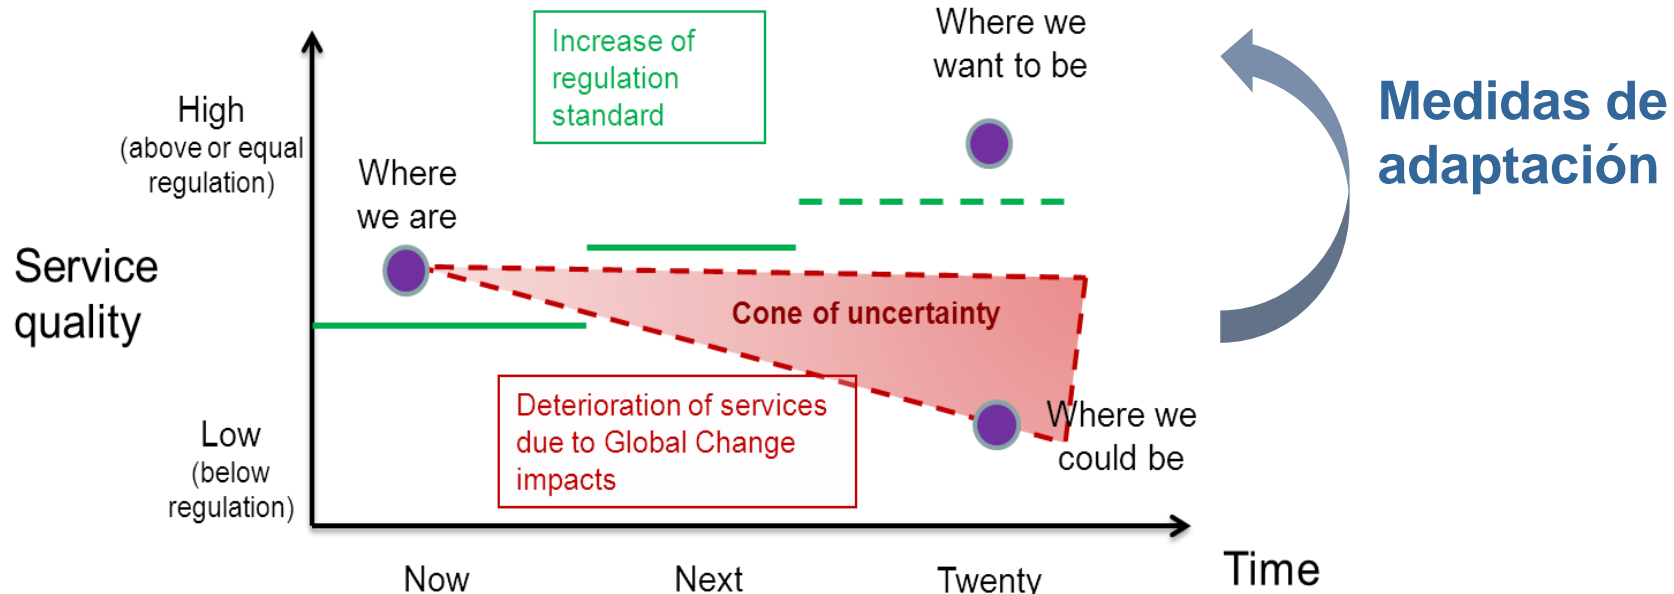 Increase of
regulation
standard
Where we
want to be
Medidas de
adaptación
High
(above or equal
regulation)
Where
we are
Service
quality
Cone of uncertainty
Deterioration of services
due to Global Change
impacts
Where we
could be
Low
(below
regulation)
Now
Next
Twenty
Time